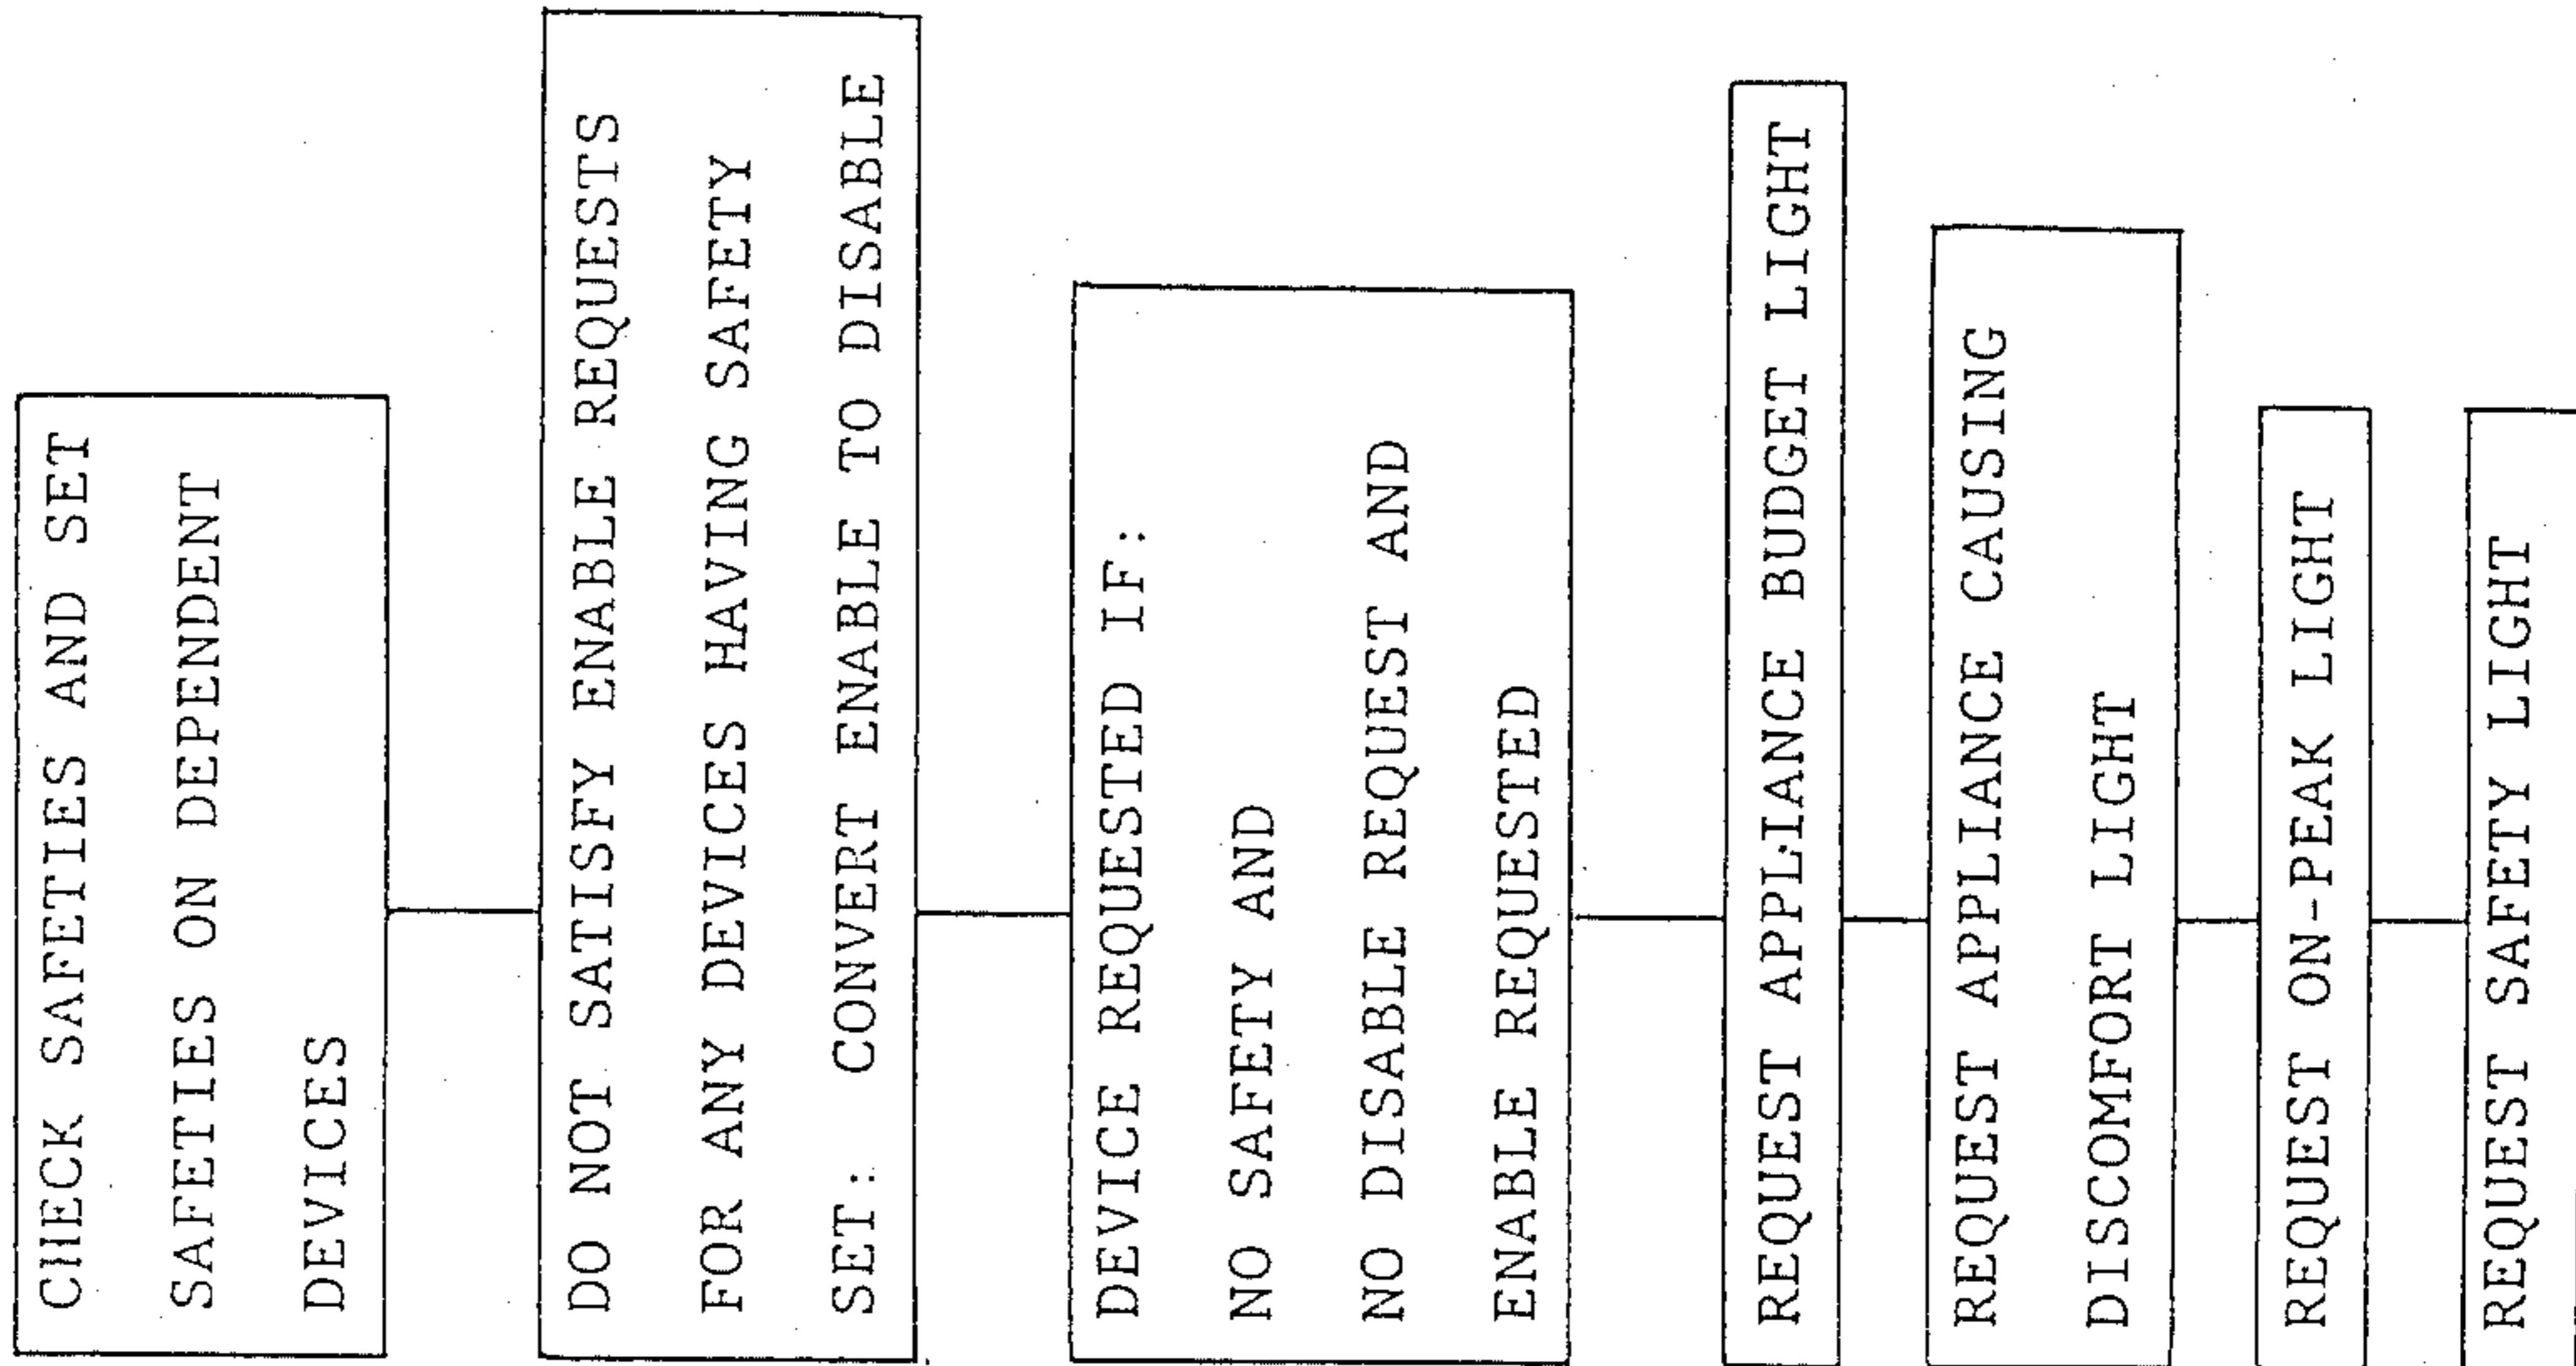 CHECK SAFETIES AND SET
SAFETIES ON DEPENDENT
DEVICES
DO NOT SATISFY ENABLE REQUESTS
FOR ANY DEVICES HAVING SAFETY
SET: CONVERT ENABLE TO DISABLE
DEVICE REQUESTED IF:
NO SAFETY AND
NO DISABLE REQUEST AND
ENABLE REQUESTED
REQUEST APPLIANCE BUDGET LIGHT
REQUEST APPLIANCE CAUSING
DISCOMFORT LIGHT
REQUEST ON-PEAK LIGHT
REQUEST SAFETY LIGHT